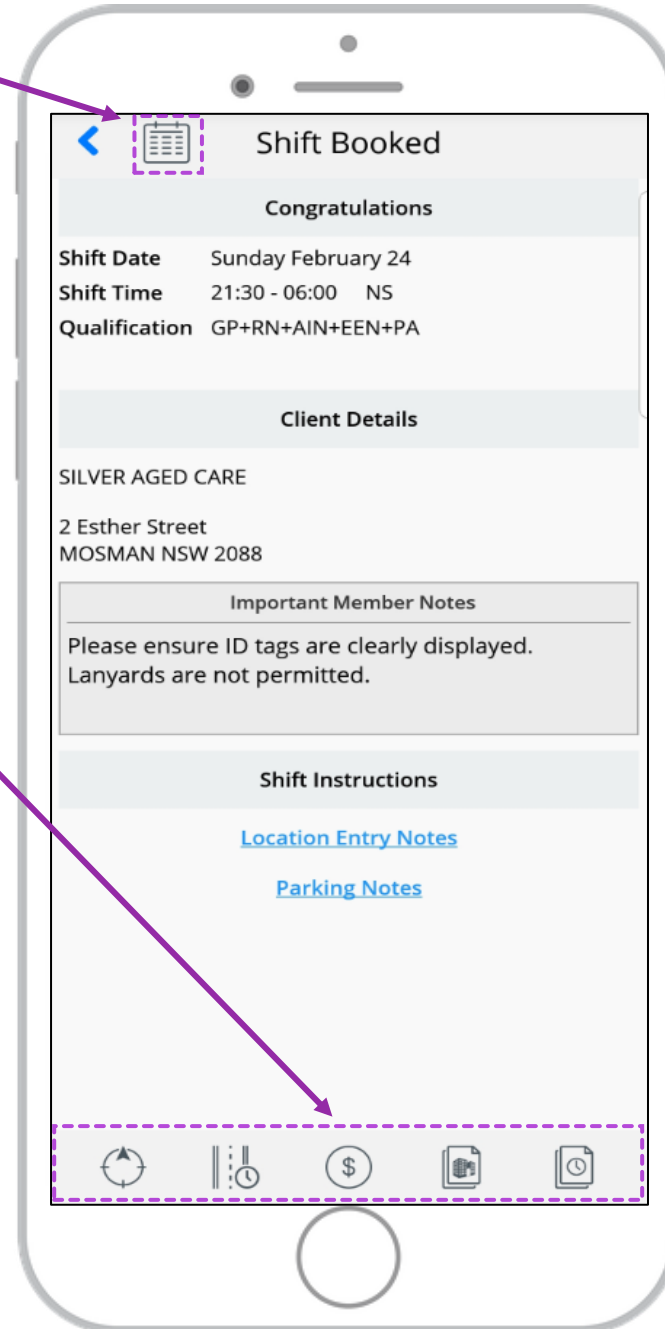 Shift Booked
Congratulations
Shift Date Sunday February 24
Shift Time 21:30 - 06:00 NS
Qualification GP+RN+AIN+EEN+PA
Client Details
SILVER AGED CARE
2 Esther Street
MOSMAN NSW 2088
Important Member Notes
Please ensure ID tags are clearly displayed.
Lanyards are not permitted.
Shift Instructions
Location Entry Notes
Parking Notes
$